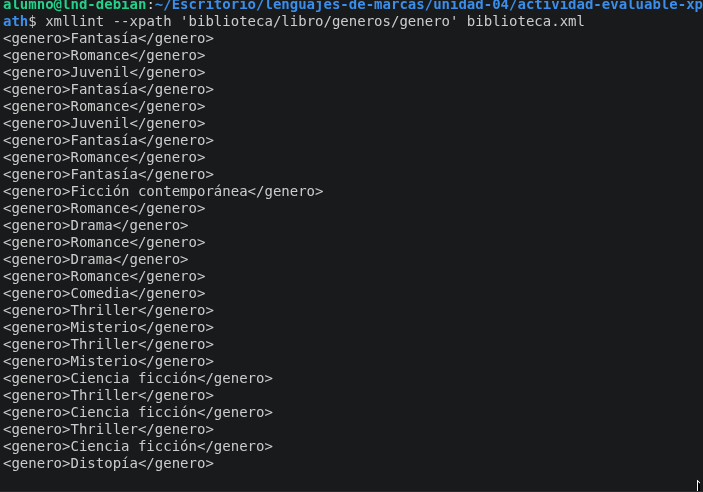 alumno@lnd-debian:~/Escritorio/lenguajes-de-marcas/unidad-04/actividad-evaluable-xp
ath$ xmllint --xpath 'biblioteca/libro/generos/genero' biblioteca.xml
<genero>Fantasía</genero>
<genero>Romance</genero>
<genero>Juvenil</genero>
<genero>Fantasía</genero>
<genero>Romance</genero>
<genero>Juvenil</genero>
<genero>Fantasía</genero>
<genero>Romance</genero>
<genero>Fantasía</genero>
<genero>Ficción contemporánea</genero>
<genero>Romance</genero>
<genero>Drama</genero>
<genero>Romance</genero>
<genero>Drama</genero>
<genero>Romance</genero>
<genero>Comedia</genero>
<genero>Thriller</genero>
<genero>Misterio</genero>
<genero>Thriller</genero>
<genero>Misterio</genero>
<genero>Ciencia ficción</genero>
<genero>Thriller</genero>
<genero>Ciencia ficción</genero>
<genero>Thriller</genero>
<genero>Ciencia ficción</genero>
<genero>Distopía</genero>